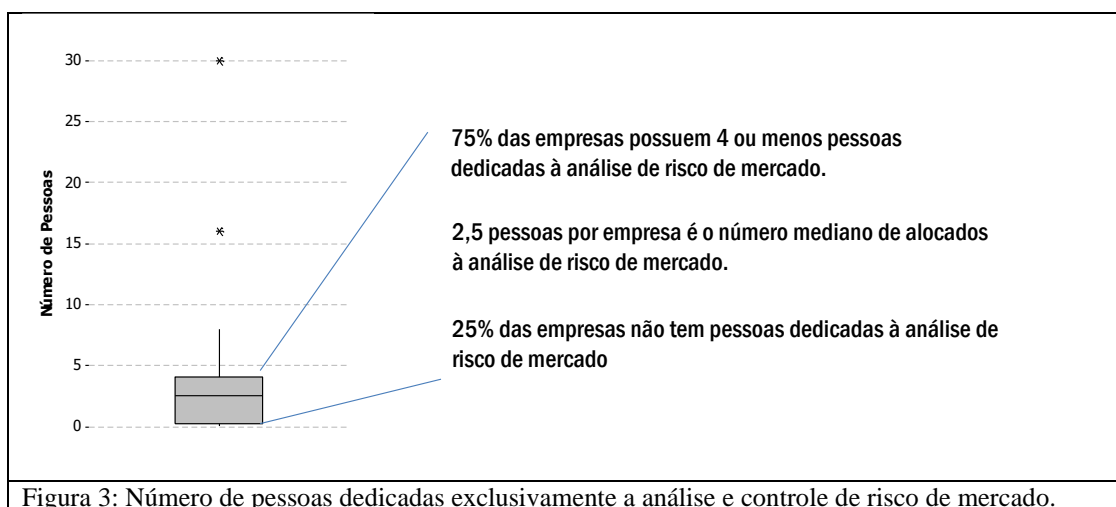 30
25
20
15
10
5
0
Número de Pessoas
75% das empresas possuem 4 ou menos pessoas
dedicadas à análise de risco de mercado.
2,5 pessoas por empresa é o número mediano de alocados
à análise de risco de mercado.
25% das empresas não tem pessoas dedicadas à análise de
risco de mercado
Figura 3: Número de pessoas dedicadas exclusivamente a análise e controle de risco de mercado.